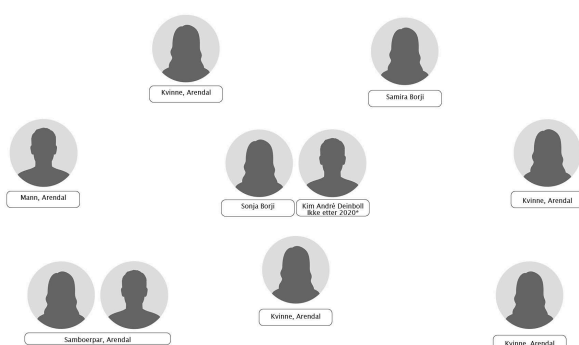 Kvinne, Arendal
Samira Borji
Mann, Arendal
Sonja Borji
Kim André Deinboll
Ikke etter 2020*
Kvinne, Arendal
Kvinne, Arendal
Samboerpar, Arendal
Kvinne, Arendal